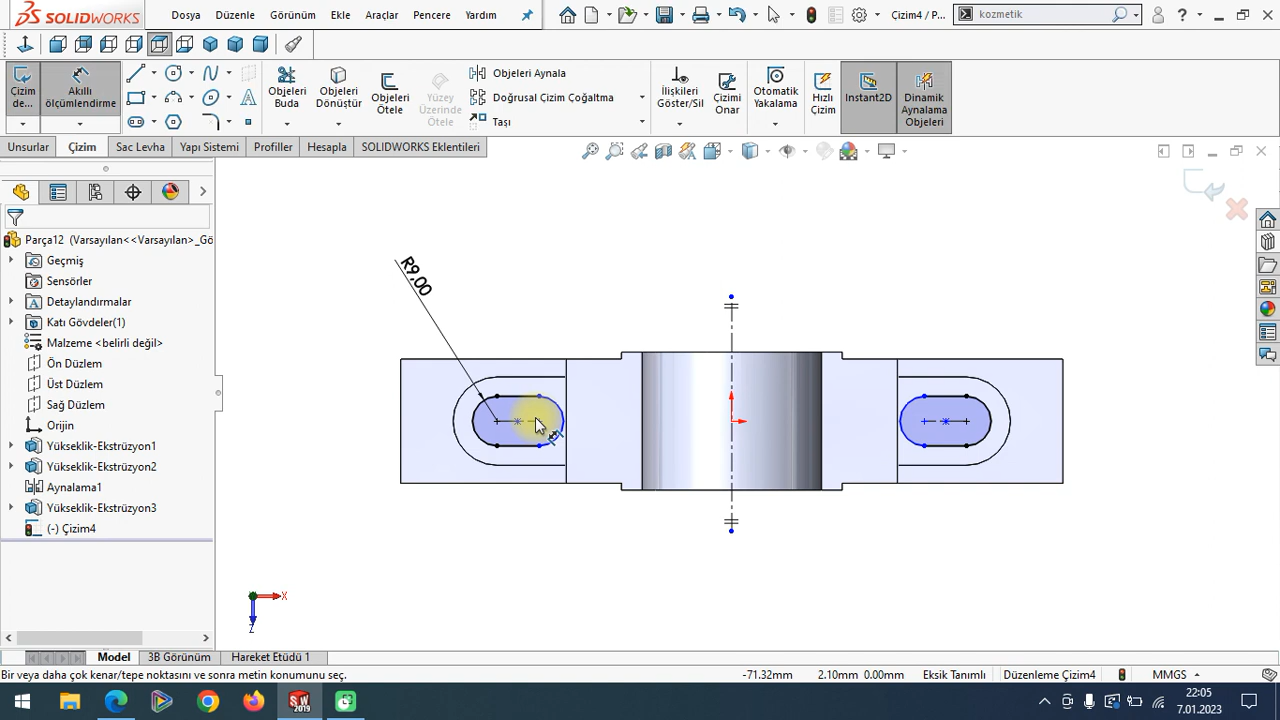 SOLIDWORKS
Dosya Düzenle Görünüm Ekle Araçlar Pencere Yardım
Çizim4 / P...
kozmetik
Çizim de...
Akıllı ölçümlendirme
Objeleri Buda
Objeleri Dönüştür
Objeleri Ötele
Yüzey Üzerinde Ötele
Objeleri Aynala
Doğrusal Çizim Çoğaltma
Taşı
İlişkileri Göster/Sil
Çizimi Onar
Otomatik Yakalama
Hızlı Çizim
Instant2D
Dinamik Aynalama Objeleri
Unsurlar Çizim Sac Levha Yapı Sistemi Profiller Hesapla SOLIDWORKS Eklentileri
Parça12 (Varsayılan<<Varsayılan>_Gö
Geçmiş
Sensörler
Detaylandırmalar
Katı Gövdeler(1)
Malzeme <belirli değil>
Ön Düzlem
Üst Düzlem
Sağ Düzlem
Orijin
Yükseklik-Ekstrüzyon1
Yükseklik-Ekstrüzyon2
Aynalama1
Yükseklik-Ekstrüzyon3
(-) Çizim4
R9.00
X
Z
Model 3B Görünüm Hareket Etüdü 1
Bir veya daha çok kenar/tepe noktasını ve sonra metin konumunu seç.
-71.32mm 2.10mm 0.00mm Eksik Tanımlı Düzenleme Çizim4 MMGS
SW 2019
22:05
7.01.2023